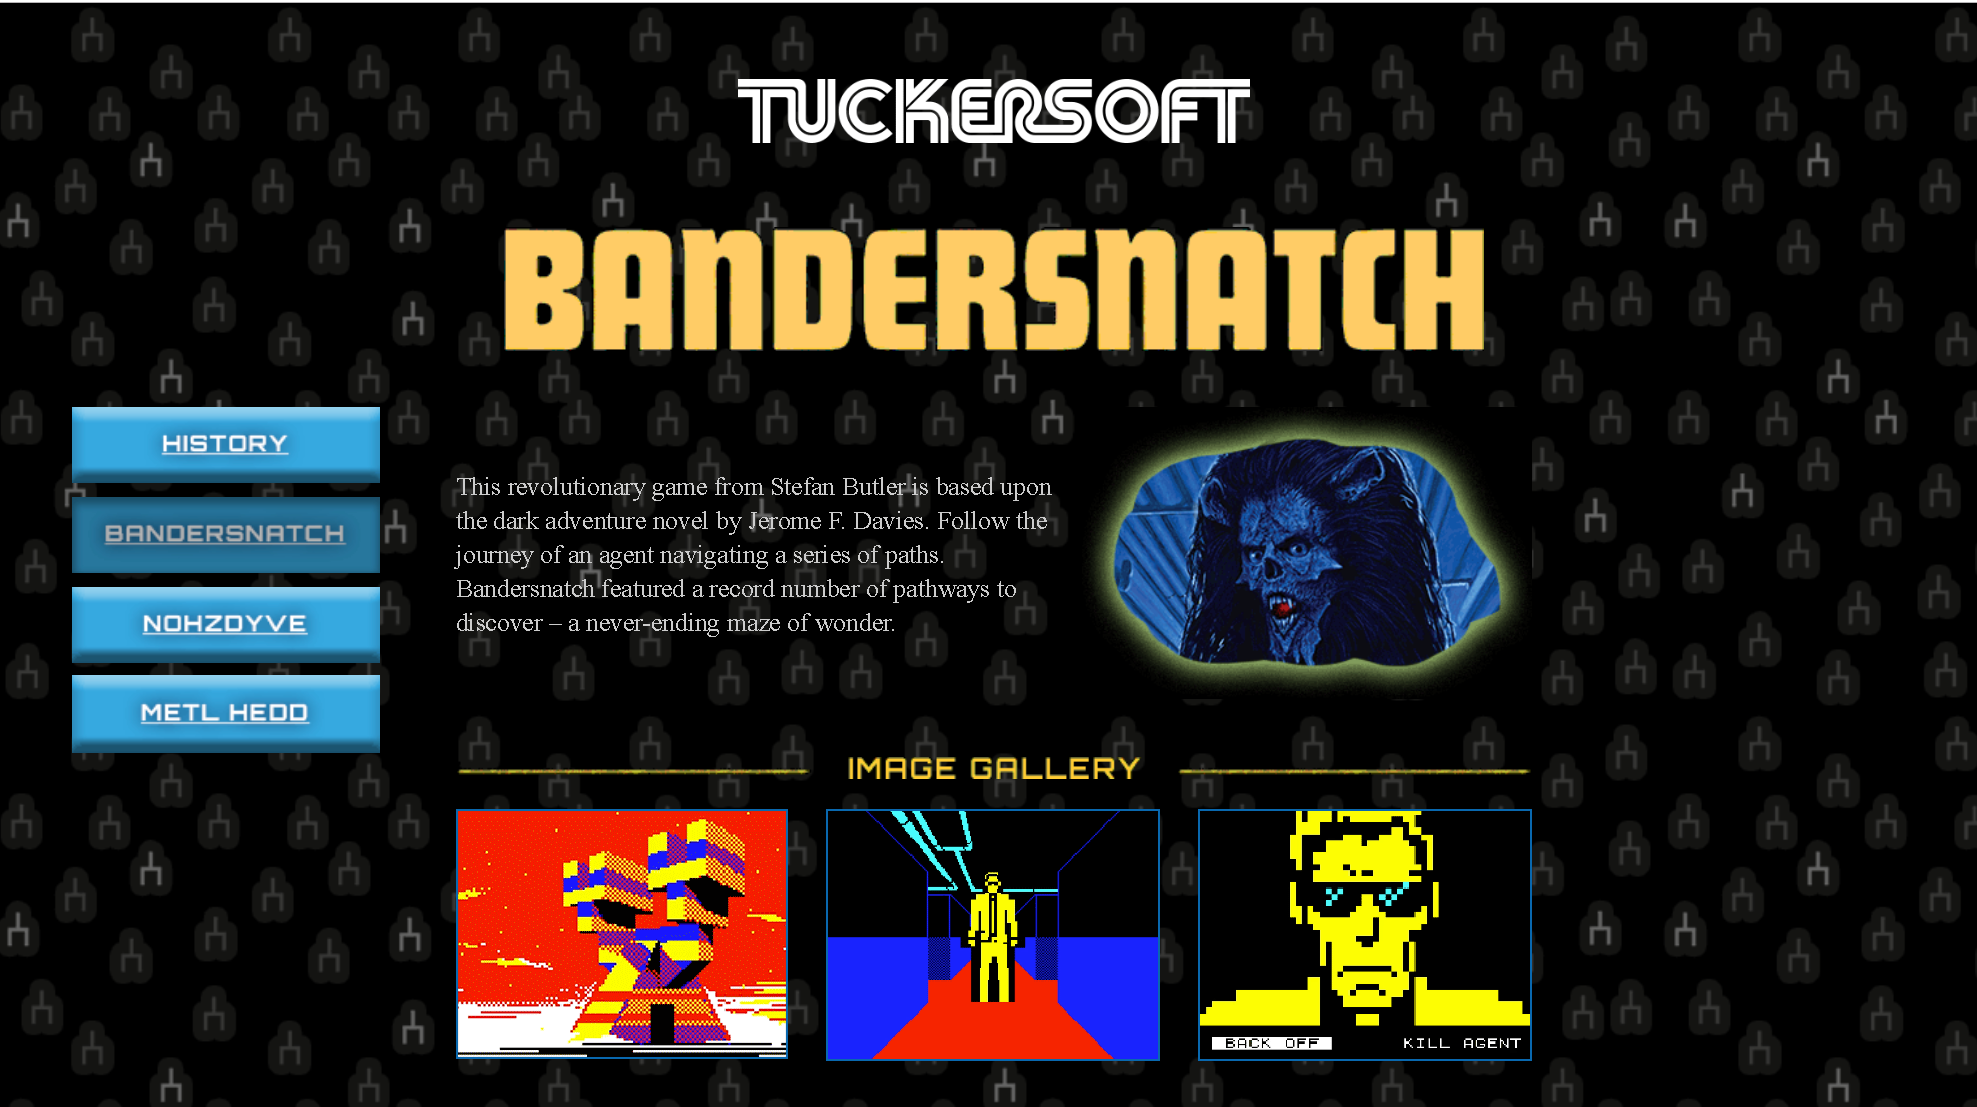 TUCKERSOFT
BANDERSNATCH
HISTORY
BANDERSNATCH
NOHZDYVE
METL HEDD
This revolutionary game from Stefan Butler is based upon
the dark adventure novel by Jerome F. Davies. Follow the
journey of an agent navigating a series of paths.
Bandersnatch featured a record number of pathways to
discover – a never-ending maze of wonder.
IMAGE GALLERY
BACK OFF
KILL AGENT